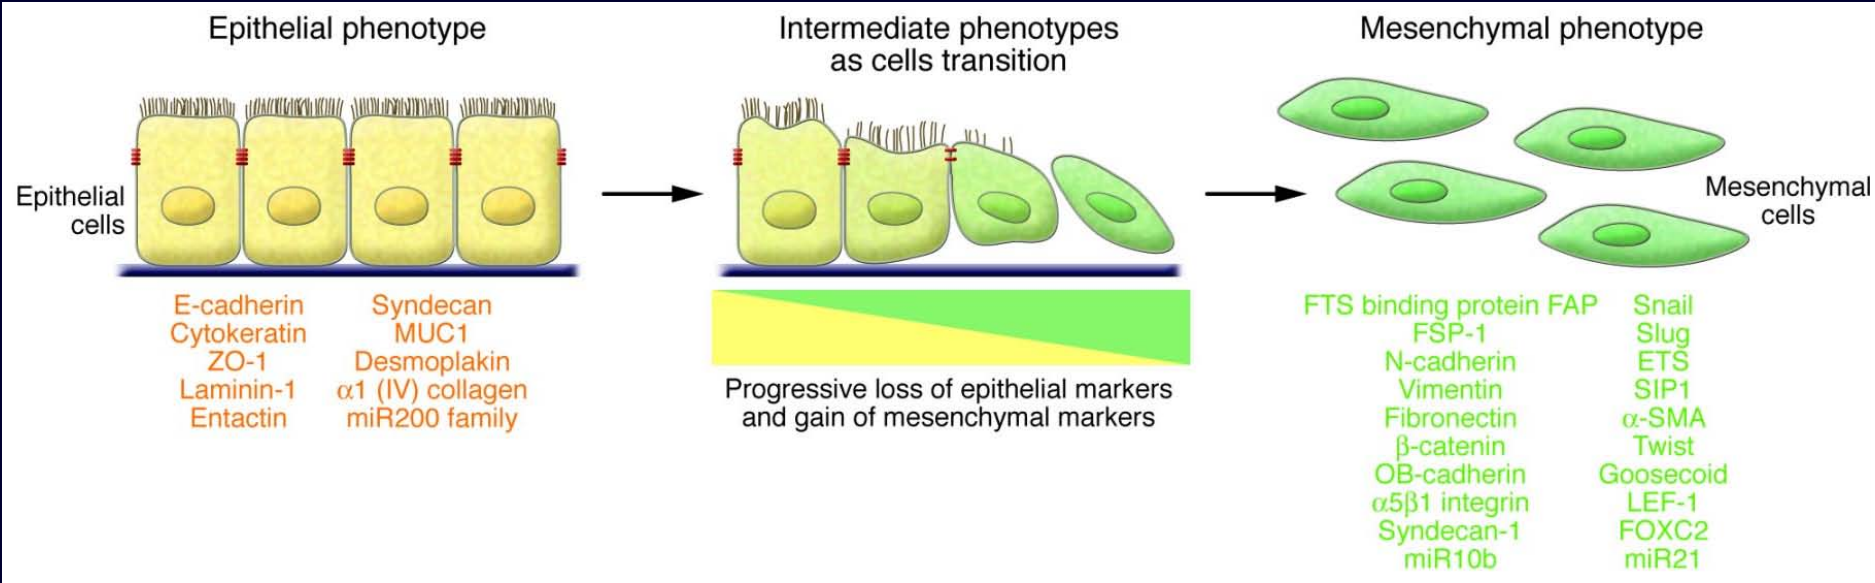 Epithelial phenotype
Intermediate phenotypes
as cells transition
Mesenchymal phenotype
Epithelial
cells
Mesenchymal
cells
E-cadherin
Cytokeratin
ZO-1
Laminin-1
Entactin
Syndecan
MUC1
Desmoplakin
α1 (IV) collagen
miR200 family
Progressive loss of epithelial markers
and gain of mesenchymal markers
FTS binding protein FAP
FSP-1
N-cadherin
Vimentin
Fibronectin
β-catenin
OB-cadherin
α5β1 integrin
Syndecan-1
miR10b
Snail
Slug
ETS
SIP1
α-SMA
Twist
Goosecoid
LEF-1
FOXC2
miR21